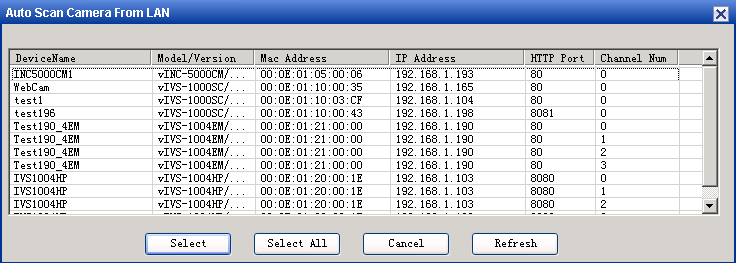 Auto Scan Camera From LAN
DeviceName Model/Version Mac Address IP Address HTTP Port Channel Num
INC5000CM1 vINC-5000CM/... 00:0E:01:05:00:06 192.168.1.193 80 0
WebCam vIVS-1000SC/... 00:0E:01:10:00:35 192.168.1.165 80 0
test1 vIVS-1000SC/... 00:0E:01:10:03:CF 192.168.1.104 80 0
test196 vIVS-1000SC/... 00:0E:01:10:00:43 192.168.1.198 8081 0
Test190_4EM vIVS-1004EM/... 00:0E:01:21:00:00 192.168.1.190 80 0
Test190_4EM vIVS-1004EM/... 00:0E:01:21:00:00 192.168.1.190 80 1
Test190_4EM vIVS-1004EM/... 00:0E:01:21:00:00 192.168.1.190 80 2
Test190_4EM vIVS-1004EM/... 00:0E:01:21:00:00 192.168.1.190 80 3
IVS1004HP vIVS-1004HP/... 00:0E:01:20:00:1E 192.168.1.103 8080 0
IVS1004HP vIVS-1004HP/... 00:0E:01:20:00:1E 192.168.1.103 8080 1
IVS1004HP vIVS-1004HP/... 00:0E:01:20:00:1E 192.168.1.103 8080 2
Select Select All Cancel Refresh